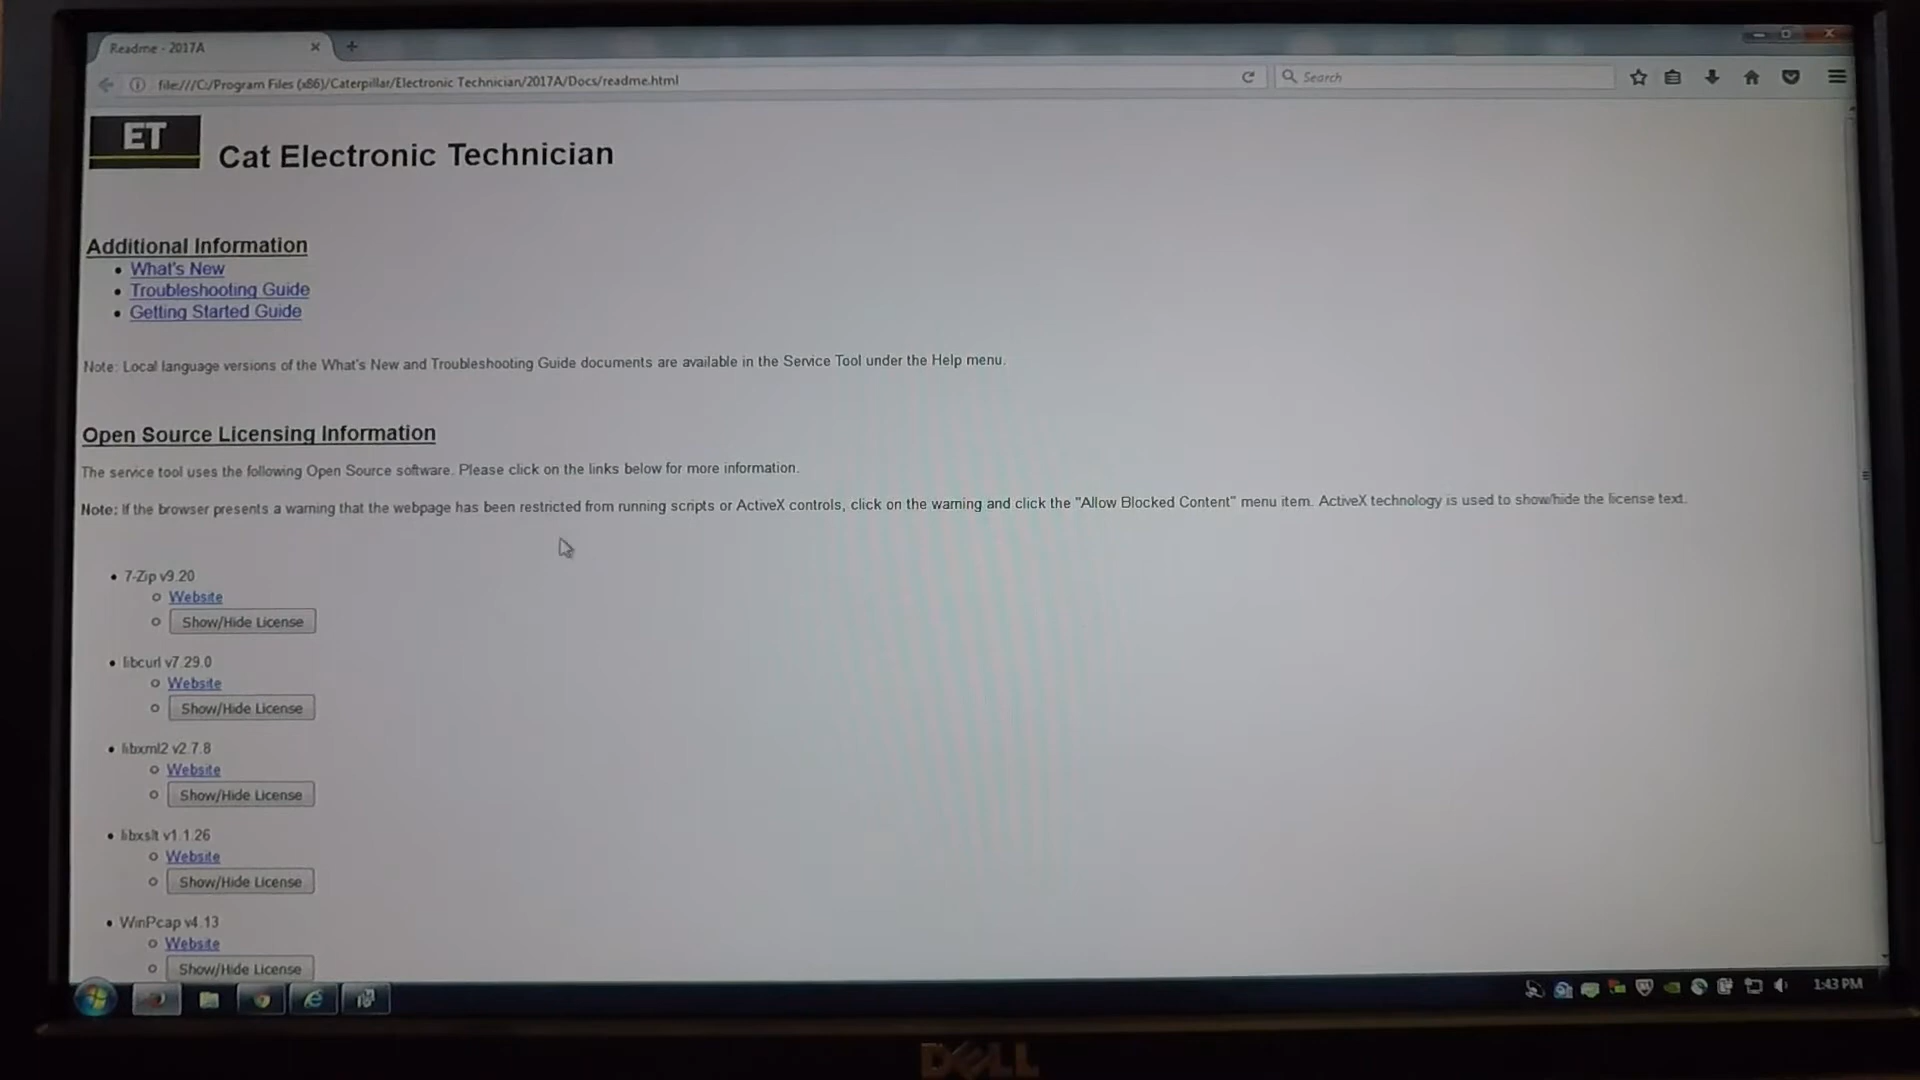 Readme - 2017A
file:///C:/Program Files (x86)/Caterpillar/Electronic Technician/2017A/Docs/readme.html
Search
ET
Cat Electronic Technician
Additional Information
What's New
Troubleshooting Guide
Getting Started Guide
Note: Local language versions of the What's New and Troubleshooting Guide documents are available in the Service Tool under the Help menu.
Open Source Licensing Information
The service tool uses the following Open Source software. Please click on the links below for more information.
Note: If the browser presents a warning that the webpage has been restricted from running scripts or ActiveX controls, click on the warning and click the "Allow Blocked Content" menu item. ActiveX technology is used to show/hide the license text.
7-Zip v9.20
Website
Show/Hide License
libcurl v7.29.0
Website
Show/Hide License
libxml2 v2.7.8
Website
Show/Hide License
libxslt v1.1.26
Website
Show/Hide License
WinPcap v4.13
Website
Show/Hide License
1:43 PM
DELL